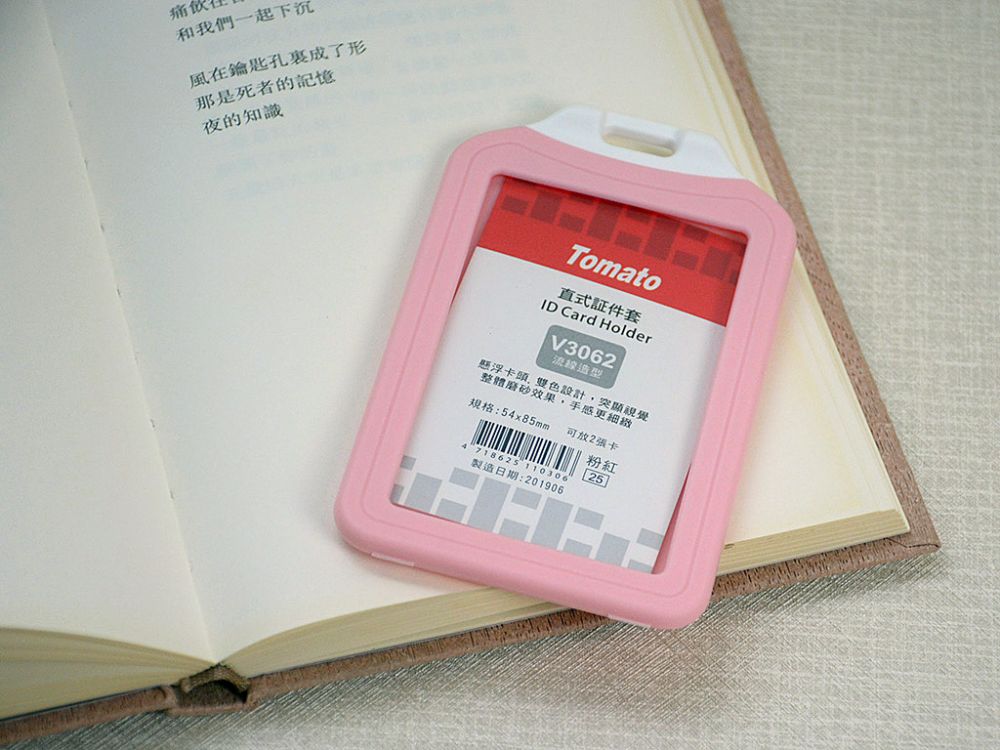 和我們一起下沉
風在鑰匙孔裏成了形
那是死者的記憶
夜的知識
Tomato
直式証件套
ID Card Holder
V3062
流線造型
懸浮卡頭, 雙色設計，突顯視覺
整體磨砂效果，手感更細緻
規格:54x85mm 可放2張卡
4 718625 110306
粉紅
25
製造日期:201906